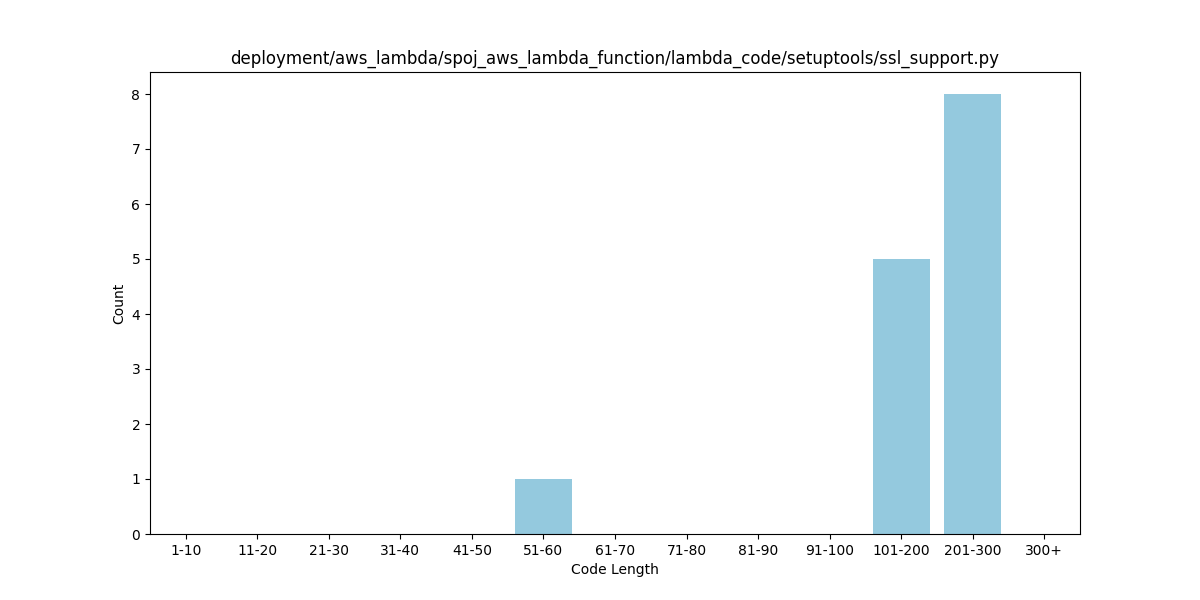 deployment/aws_lambda/spoj_aws_lambda_function/lambda_code/setuptools/ssl_support.py
8
7
6
5
4
3
2
1
0
Count
1-10 11-20 21-30 31-40 41-50 51-60 61-70 71-80 81-90 91-100 101-200 201-300 300+
Code Length